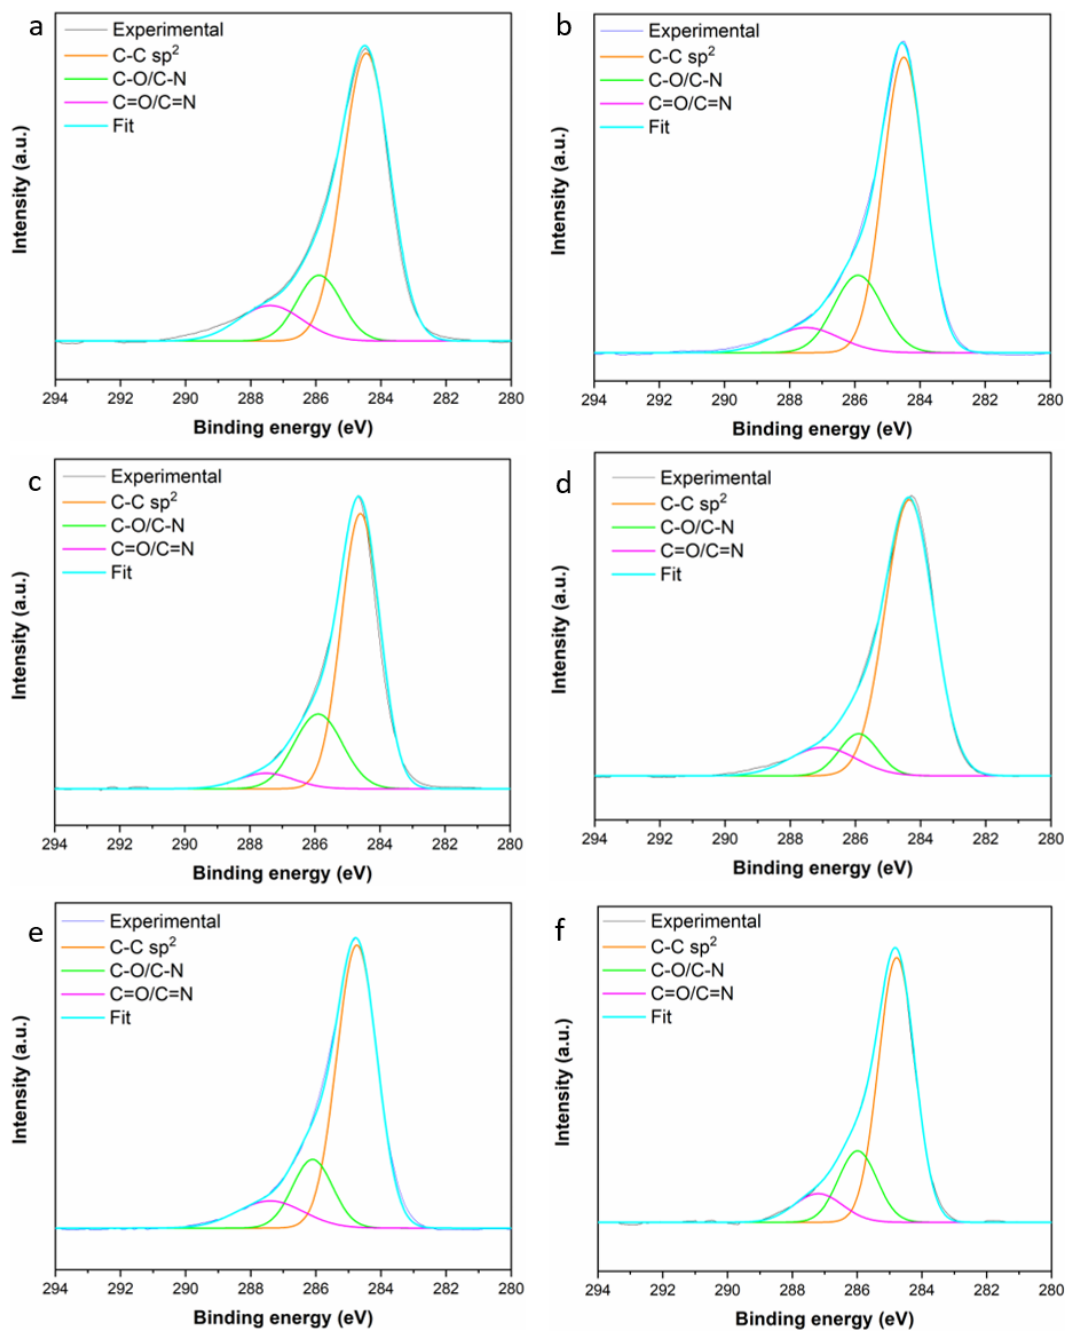 a
Experimental
C-C sp²
C-O/C-N
C=O/C=N
Fit
Intensity (a.u.)
294 292 290 288 286 284 282 280
Binding energy (eV)
b
Experimental
C-C sp²
C-O/C-N
C=O/C=N
Fit
Intensity (a.u.)
294 292 290 288 286 284 282 280
Binding energy (eV)
c
Experimental
C-C sp²
C-O/C-N
C=O/C=N
Fit
Intensity (a.u.)
294 292 290 288 286 284 282 280
Binding energy (eV)
d
Experimental
C-C sp²
C-O/C-N
C=O/C=N
Fit
Intensity (a.u.)
294 292 290 288 286 284 282 280
Binding energy (eV)
e
Experimental
C-C sp²
C-O/C-N
C=O/C=N
Fit
Intensity (a.u.)
294 292 290 288 286 284 282 280
Binding energy (eV)
f
Experimental
C-C sp²
C-O/C-N
C=O/C=N
Fit
Intensity (a.u.)
294 292 290 288 286 284 282 280
Binding energy (eV)